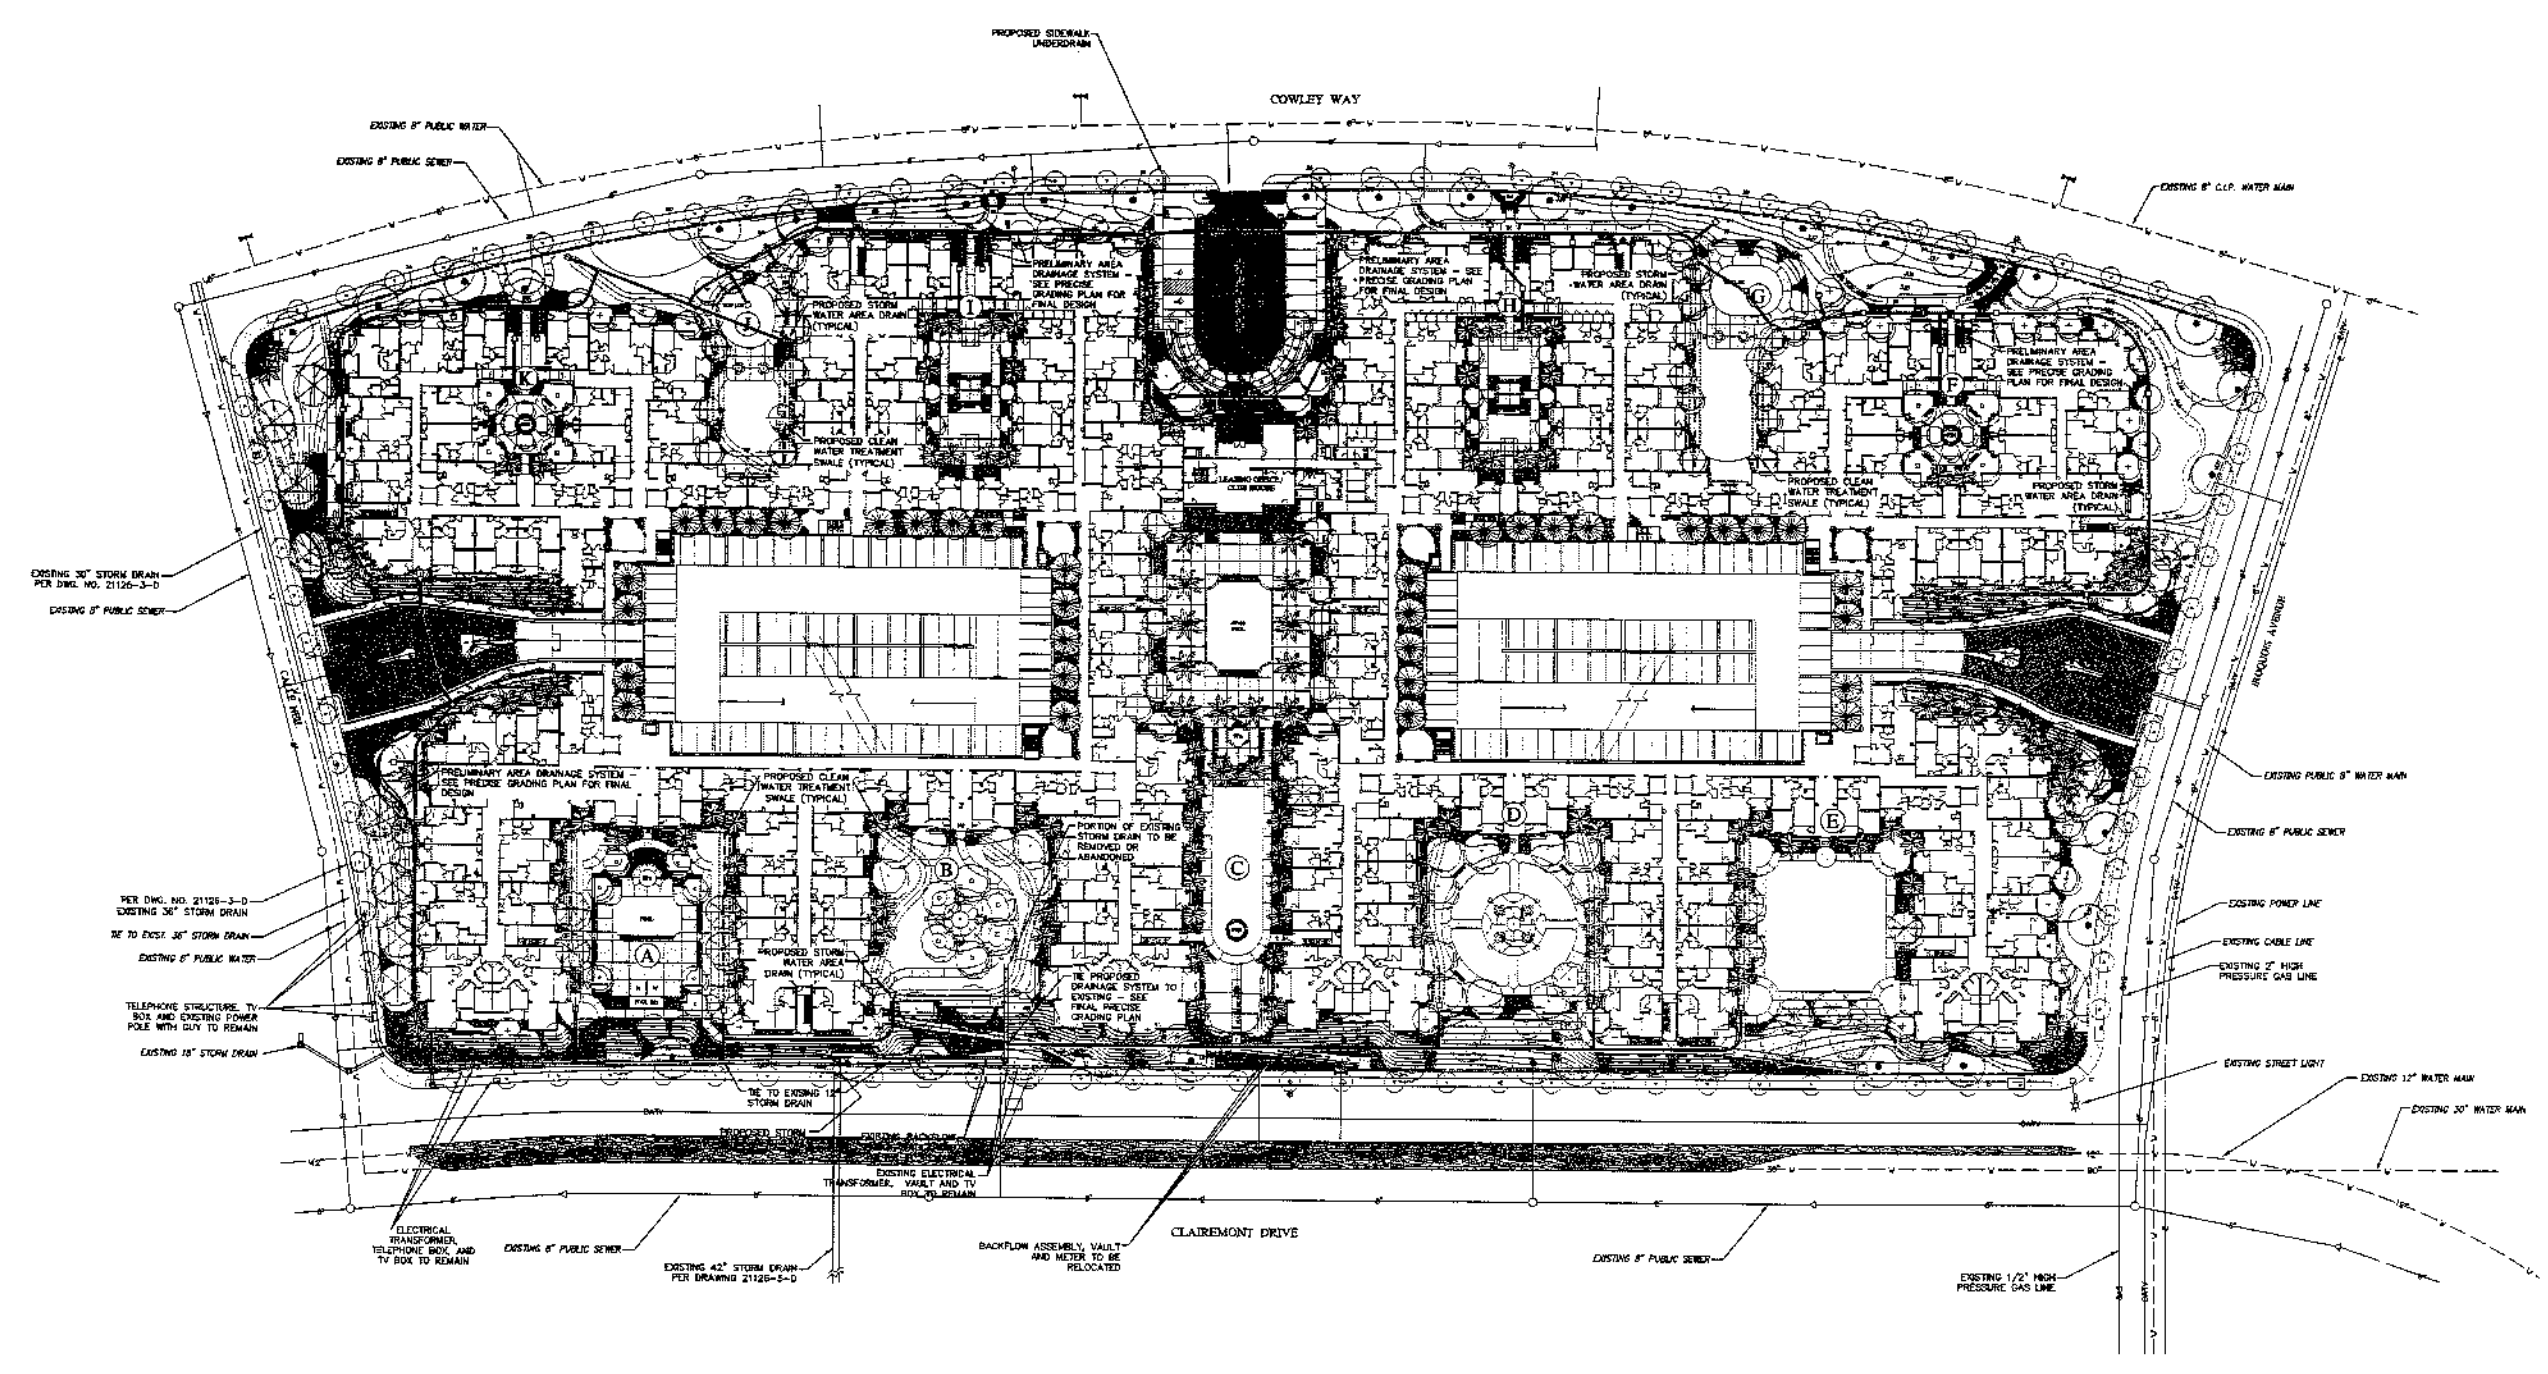 PROPOSED SIDEWALK
UNDERDRAIN
COWLEY WAY
EXISTING 8" PUBLIC WATER
EXISTING 8" PUBLIC SEWER
EXISTING 8" C.I.P. WATER MAIN
PRELIMINARY AREA
DRAINAGE SYSTEM –
SEE PRECISE
GRADING PLAN FOR
FINAL DESIGN
PRELIMINARY AREA
DRAINAGE SYSTEM – SEE
PRECISE GRADING PLAN
FOR FINAL DESIGN
PROPOSED STORM
WATER AREA DRAIN
(TYPICAL)
PROPOSED STORM
WATER AREA DRAIN
(TYPICAL)
J
I
H
G
K
F
PRELIMINARY AREA
DRAINAGE SYSTEM –
SEE PRECISE GRADING
PLAN FOR FINAL DESIGN
PROPOSED CLEAN
WATER TREATMENT
SWALE (TYPICAL)
LEASING OFFICE/
CLUB HOUSE
PROPOSED CLEAN
WATER TREATMENT
SWALE (TYPICAL)
PROPOSED STORM
WATER AREA DRAIN
(TYPICAL)
EXISTING 30" STORM DRAIN
PER DWG. NO. 21126-3-D
EXISTING 8" PUBLIC SEWER
IROQUOIS AVENUE
PRELIMINARY AREA DRAINAGE SYSTEM –
SEE PRECISE GRADING PLAN FOR FINAL
DESIGN
PROPOSED CLEAN
WATER TREATMENT
SWALE (TYPICAL)
EXISTING PUBLIC 8" WATER MAIN
PORTION OF EXISTING
STORM DRAIN TO BE
REMOVED OR
ABANDONED
EXISTING 8" PUBLIC SEWER
D
E
B
C
A
POOL
PER DWG. NO. 21126-3-D
EXISTING 36" STORM DRAIN
TIE TO EXIST. 36" STORM DRAIN
EXISTING 8" PUBLIC WATER
EXISTING POWER LINE
EXISTING CABLE LINE
EXISTING 2" HIGH
PRESSURE GAS LINE
PROPOSED STORM
WATER AREA
DRAIN (TYPICAL)
TIE PROPOSED
DRAINAGE SYSTEM TO
EXISTING – SEE
FINAL PRECISE
GRADING PLAN
TELEPHONE STRUCTURE, TV
BOX AND EXISTING POWER
POLE WITH GUY TO REMAIN
EXISTING 18" STORM DRAIN
EXISTING STREET LIGHT
EXISTING 12" WATER MAIN
EXISTING 30" WATER MAIN
TIE TO EXISTING 12"
STORM DRAIN
PROPOSED STORM
EXISTING BACKFLOW
EXISTING ELECTRICAL
TRANSFORMER, VAULT AND TV
BOX TO REMAIN
ELECTRICAL
TRANSFORMER,
TELEPHONE BOX, AND
TV BOX TO REMAIN
EXISTING 8" PUBLIC SEWER
EXISTING 42" STORM DRAIN
PER DRAWING 21126-3-D
CLAIREMONT DRIVE
BACKFLOW ASSEMBLY, VAULT
AND METER TO BE
RELOCATED
EXISTING 8" PUBLIC SEWER
EXISTING 1/2" HIGH
PRESSURE GAS LINE